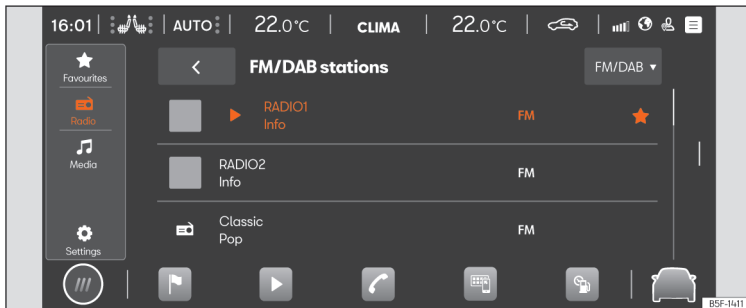 16:01 AUTO 22.0°C CLIMA 22.0°C
Favourites
Radio
Media
Settings
FM/DAB stations FM/DAB
RADIO1 FM
Info
RADIO2 FM
Info
Classic FM
Pop
B5F-1411